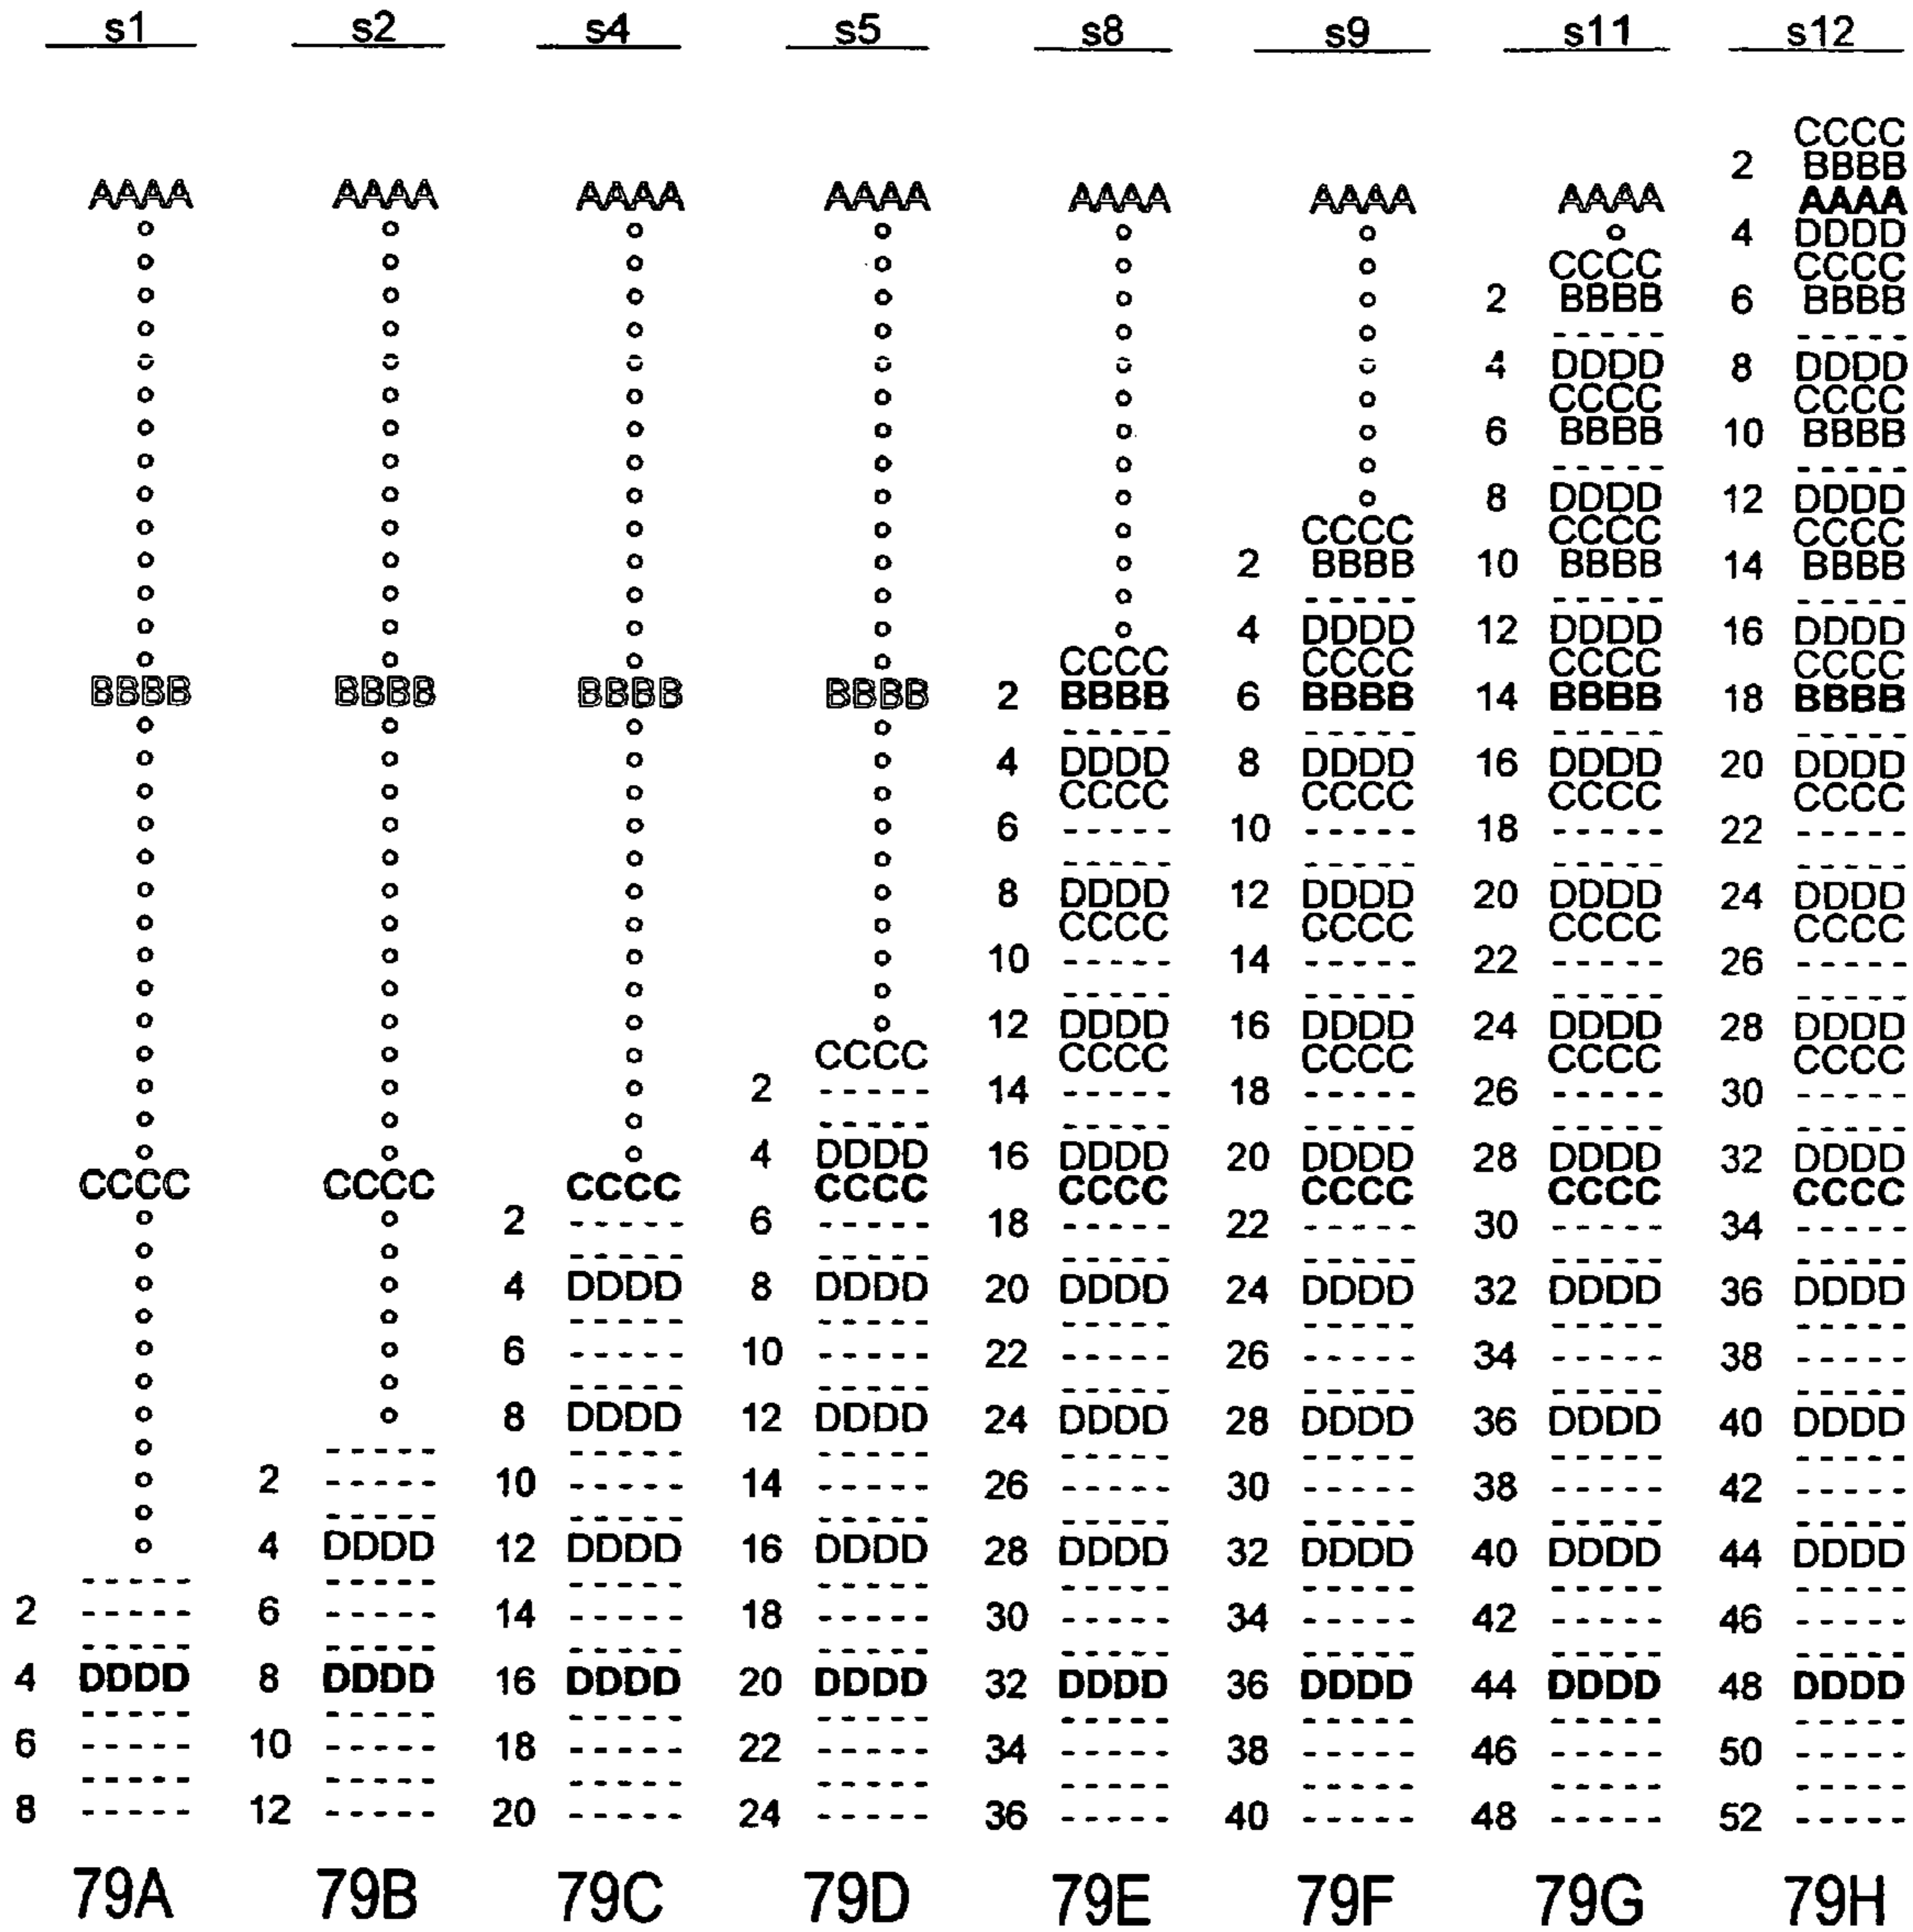 s1 s2 s4 s5 s8 s9 s11 s12
CCCC
2 BBBB
AAAA AAAA AAAA AAAA AAAA AAAA AAAA AAAA
o o o o o o o 4 DDDD
o o o o o o CCCC CCCC
o o o o o o 2 BBBB 6 BBBB
o o o o o o ----- -----
o o o o o o 4 DDDD 8 DDDD
o o o o o o CCCC CCCC
o o o o o o 6 BBBB 10 BBBB
o o o o o o ----- -----
o o o o o o 8 DDDD 12 DDDD
o o o o o CCCC CCCC CCCC
o o o o o 2 BBBB 10 BBBB 14 BBBB
o o o o o ----- ----- -----
o o o o o 4 DDDD 12 DDDD 16 DDDD
o o o o CCCC CCCC CCCC CCCC
BBBB BBBB BBBB BBBB 2 BBBB 6 BBBB 14 BBBB 18 BBBB
o o o o ----- ----- ----- -----
o o o o 4 DDDD 8 DDDD 16 DDDD 20 DDDD
o o o o CCCC CCCC CCCC CCCC
o o o o 6 ----- 10 ----- 18 ----- 22 -----
o o o o ----- ----- ----- -----
o o o o 8 DDDD 12 DDDD 20 DDDD 24 DDDD
o o o o CCCC CCCC CCCC CCCC
o o o o 10 ----- 14 ----- 22 ----- 26 -----
o o o o ----- ----- ----- -----
o o o o 12 DDDD 16 DDDD 24 DDDD 28 DDDD
o o o CCCC CCCC CCCC CCCC CCCC
o o o 2 ----- 14 ----- 18 ----- 26 ----- 30 -----
o o o ----- ----- ----- ----- -----
o o o 4 DDDD 16 DDDD 20 DDDD 28 DDDD 32 DDDD
CCCC CCCC CCCC CCCC CCCC CCCC CCCC CCCC
o o 2 ----- 6 ----- 18 ----- 22 ----- 30 ----- 34 -----
o o ----- ----- ----- ----- ----- -----
o o 4 DDDD 8 DDDD 20 DDDD 24 DDDD 32 DDDD 36 DDDD
o o ----- ----- ----- ----- ----- -----
o o 6 ----- 10 ----- 22 ----- 26 ----- 34 ----- 38 -----
o o ----- ----- ----- ----- ----- -----
o o 8 DDDD 12 DDDD 24 DDDD 28 DDDD 36 DDDD 40 DDDD
o ----- ----- ----- ----- ----- ----- -----
o 2 ----- 10 ----- 14 ----- 26 ----- 30 ----- 38 ----- 42 -----
o ----- ----- ----- ----- ----- ----- -----
o 4 DDDD 12 DDDD 16 DDDD 28 DDDD 32 DDDD 40 DDDD 44 DDDD
----- ----- ----- ----- ----- ----- ----- -----
2 ----- 6 ----- 14 ----- 18 ----- 30 ----- 34 ----- 42 ----- 46 -----
----- ----- ----- ----- ----- ----- ----- -----
4 DDDD 8 DDDD 16 DDDD 20 DDDD 32 DDDD 36 DDDD 44 DDDD 48 DDDD
----- ----- ----- ----- ----- ----- ----- -----
6 ----- 10 ----- 18 ----- 22 ----- 34 ----- 38 ----- 46 ----- 50 -----
----- ----- ----- ----- ----- ----- ----- -----
8 ----- 12 ----- 20 ----- 24 ----- 36 ----- 40 ----- 48 ----- 52 -----
79A 79B 79C 79D 79E 79F 79G 79H